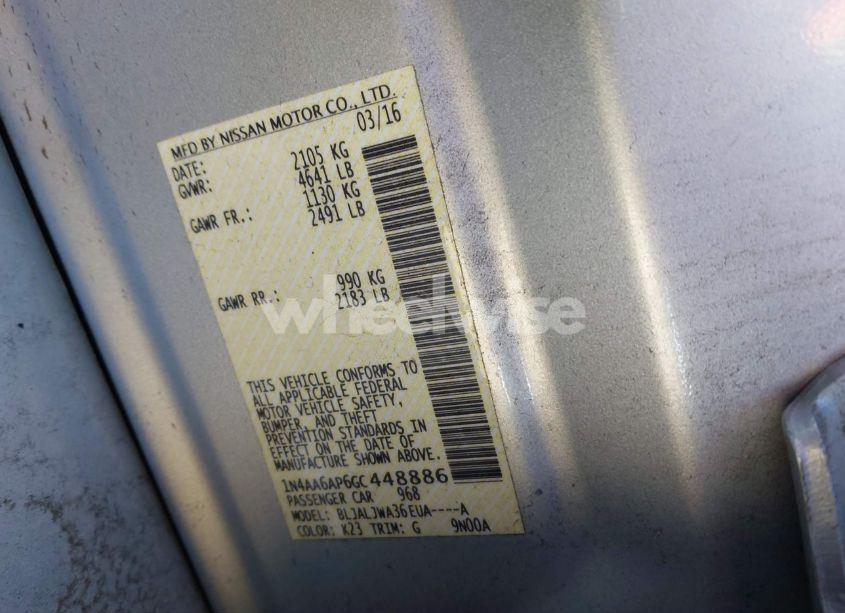 MFD BY NISSAN MOTOR CO., LTD.
DATE: 03/16
GVWR: 2105 KG
4641 LB
GAWR FR.: 1130 KG
2491 LB
GAWR RR.: 990 KG
2183 LB
THIS VEHICLE CONFORMS TO
ALL APPLICABLE FEDERAL
MOTOR VEHICLE SAFETY,
BUMPER, AND THEFT
PREVENTION STANDARDS IN
EFFECT ON THE DATE OF
MANUFACTURE SHOWN ABOVE.
1N4AA6AP6GC448886
PASSENGER CAR 968
MODEL: BLJALJWA36EUA----A
COLOR: K23 TRIM: G 9N00A
wheelwise